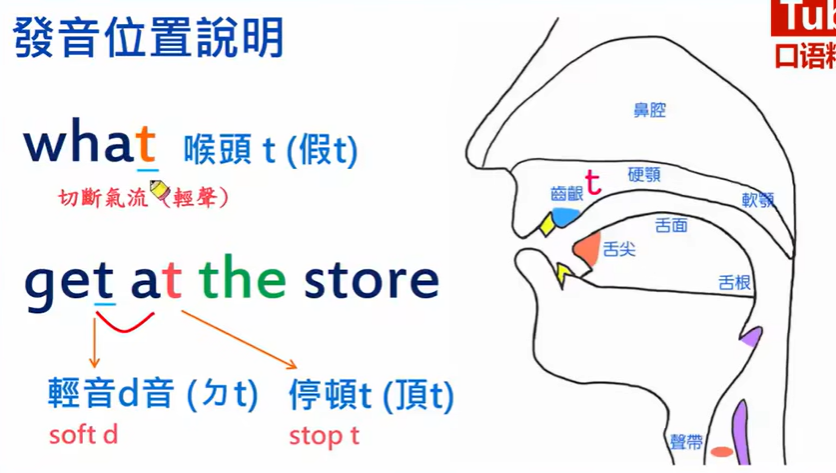 發音位置說明
Tub
口语精
what 喉頭 t (假t)
切斷氣流 (輕聲)
get at the store
輕音d音 (ㄉt) 停頓t (頂t)
soft d stop t
鼻腔
t
齒齦 硬顎 軟顎
舌面
舌尖
舌根
聲帶